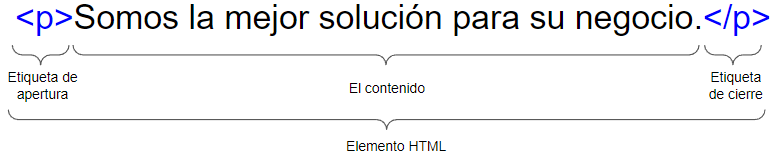 <p>Somos la mejor solución para su negocio.</p>
Etiqueta de
apertura
El contenido
Etiqueta
de cierre
Elemento HTML